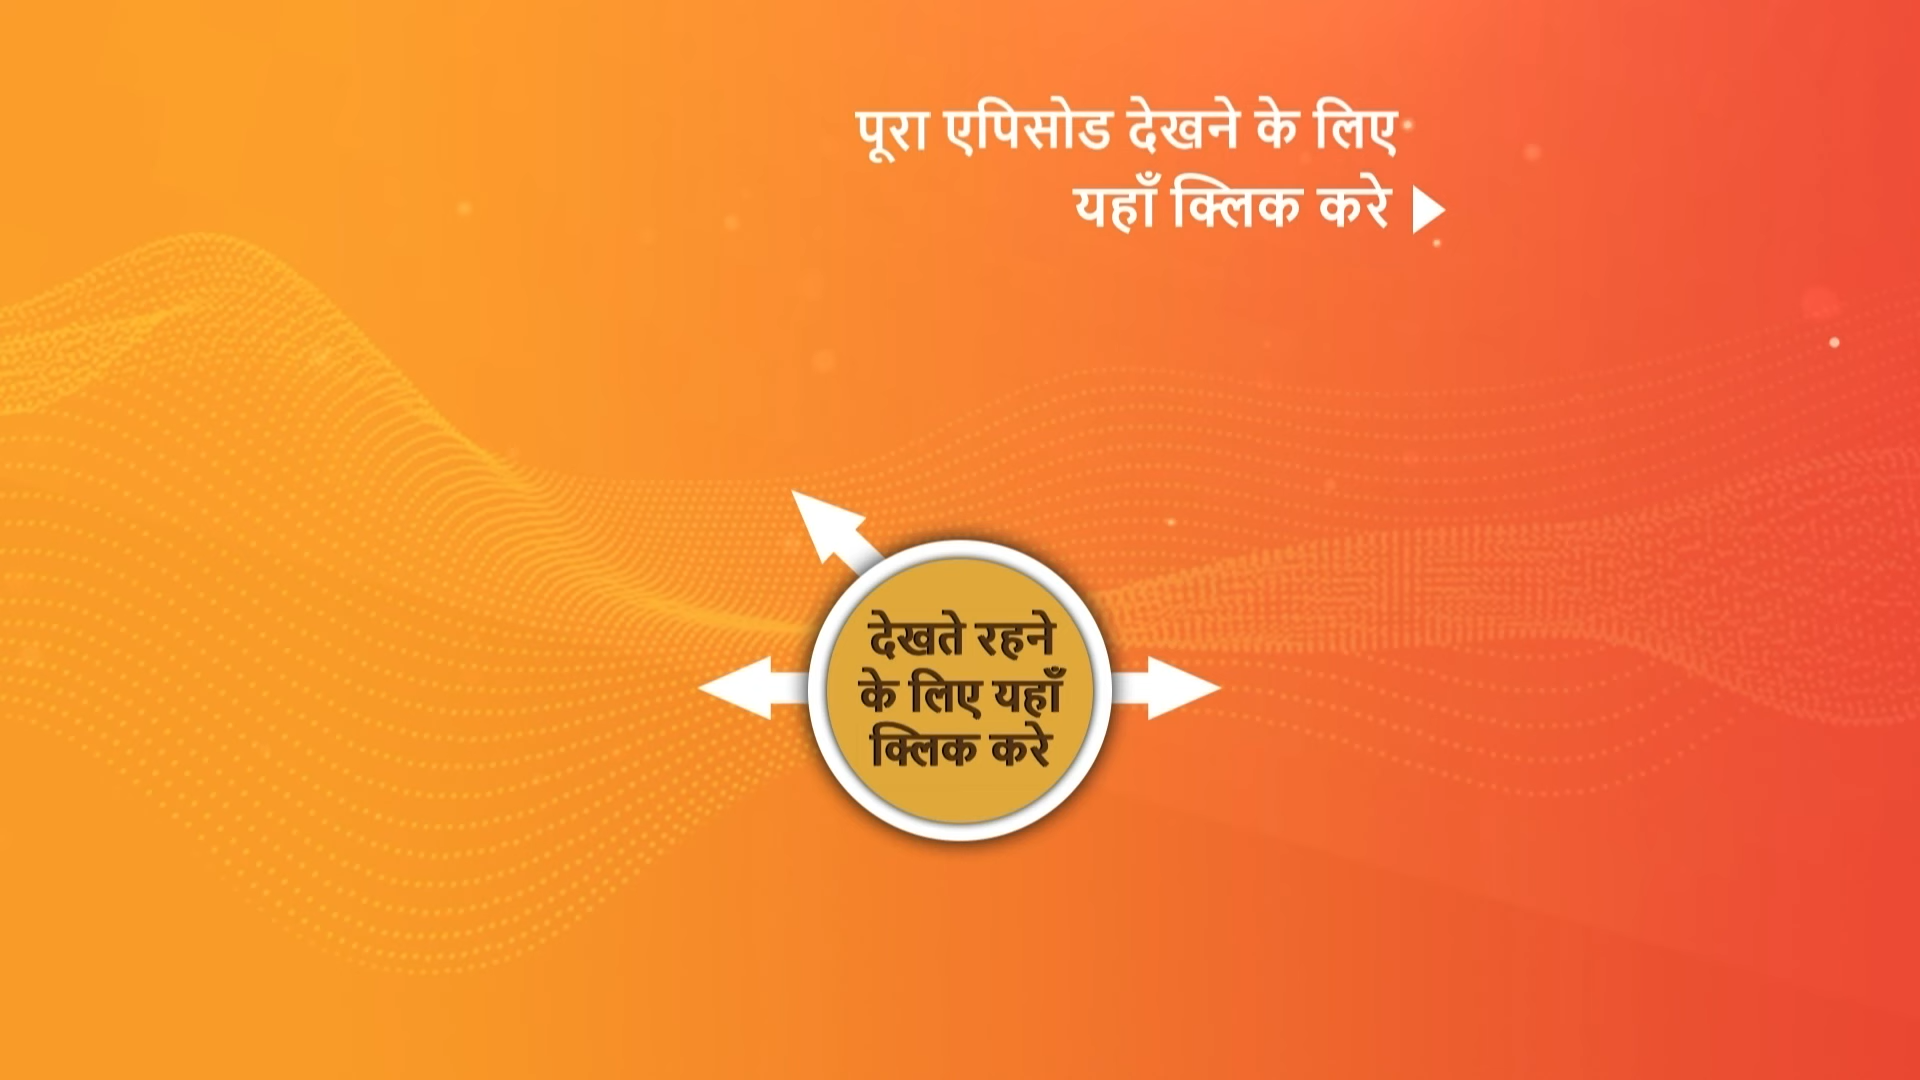 पूरा एपिसोड देखने के लिए
यहाँ क्लिक करे
देखते रहने
के लिए यहाँ
क्लिक करे